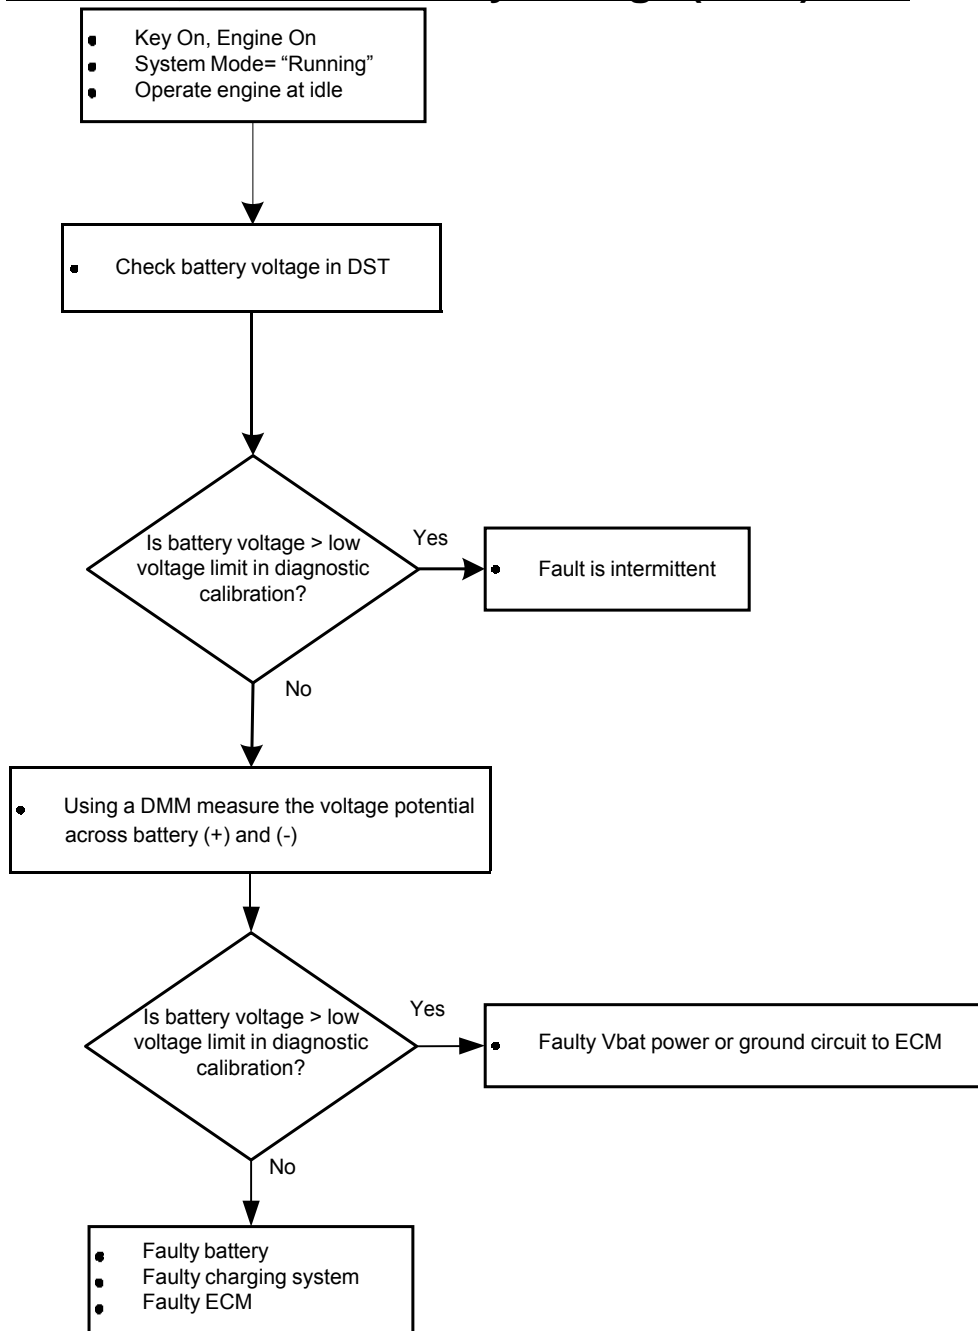 Key On, Engine On
System Mode= “Running”
Operate engine at idle
Check battery voltage in DST
Is battery voltage > low
voltage limit in diagnostic
calibration?
Yes
Fault is intermittent
No
Using a DMM measure the voltage potential
across battery (+) and (-)
Is battery voltage > low
voltage limit in diagnostic
calibration?
Yes
Faulty Vbat power or ground circuit to ECM
No
Faulty battery
Faulty charging system
Faulty ECM